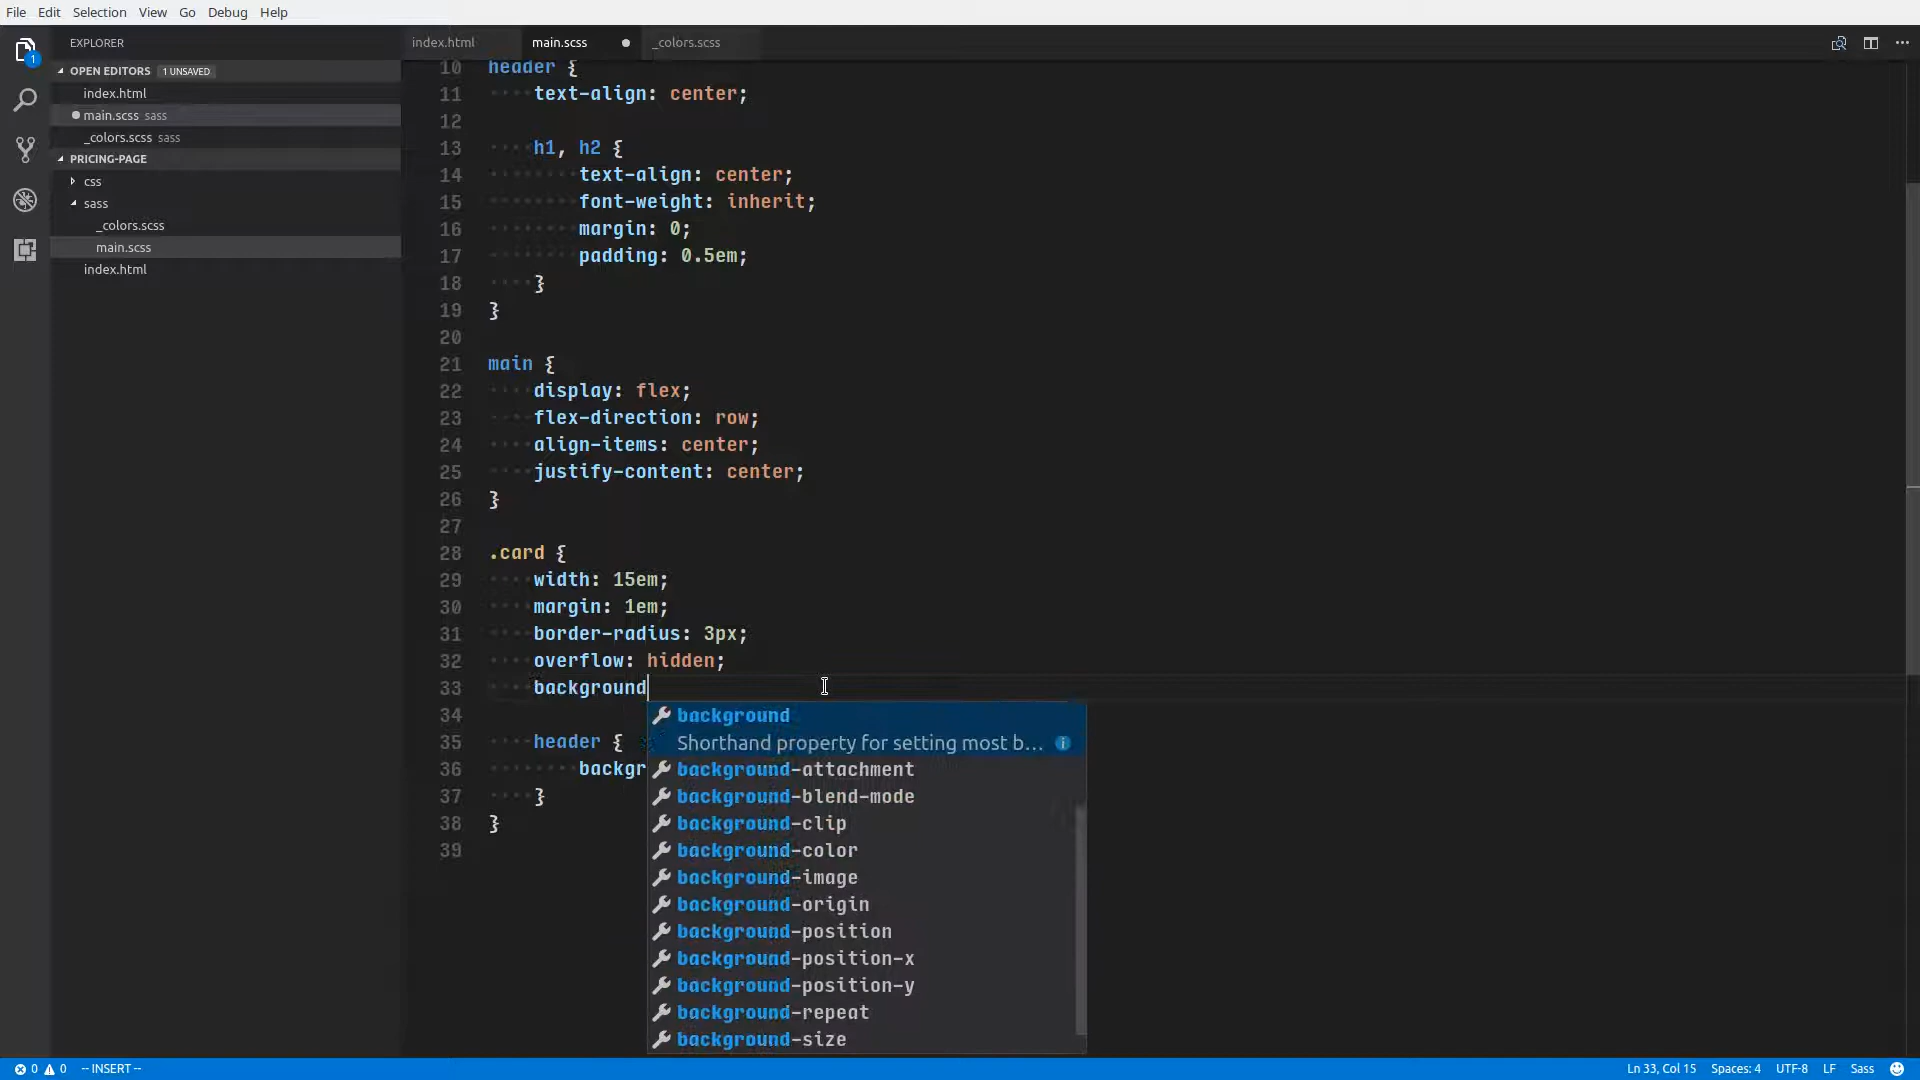 File Edit Selection View Go Debug Help
EXPLORER
OPEN EDITORS 1 UNSAVED
index.html
main.scss sass
_colors.scss sass
PRICING-PAGE
css
sass
_colors.scss
main.scss
index.html
1
index.html main.scss _colors.scss
10 header {
11 text-align: center;
12
13 h1, h2 {
14 text-align: center;
15 font-weight: inherit;
16 margin: 0;
17 padding: 0.5em;
18 }
19 }
20
21 main {
22 display: flex;
23 flex-direction: row;
24 align-items: center;
25 justify-content: center;
26 }
27
28 .card {
29 width: 15em;
30 margin: 1em;
31 border-radius: 3px;
32 overflow: hidden;
33 background
34
35 header {
36 backgr
37 }
38 }
39
background
Shorthand property for setting most b...
background-attachment
background-blend-mode
background-clip
background-color
background-image
background-origin
background-position
background-position-x
background-position-y
background-repeat
background-size
0 0 -- INSERT -- Ln 33, Col 15 Spaces: 4 UTF-8 LF Sass